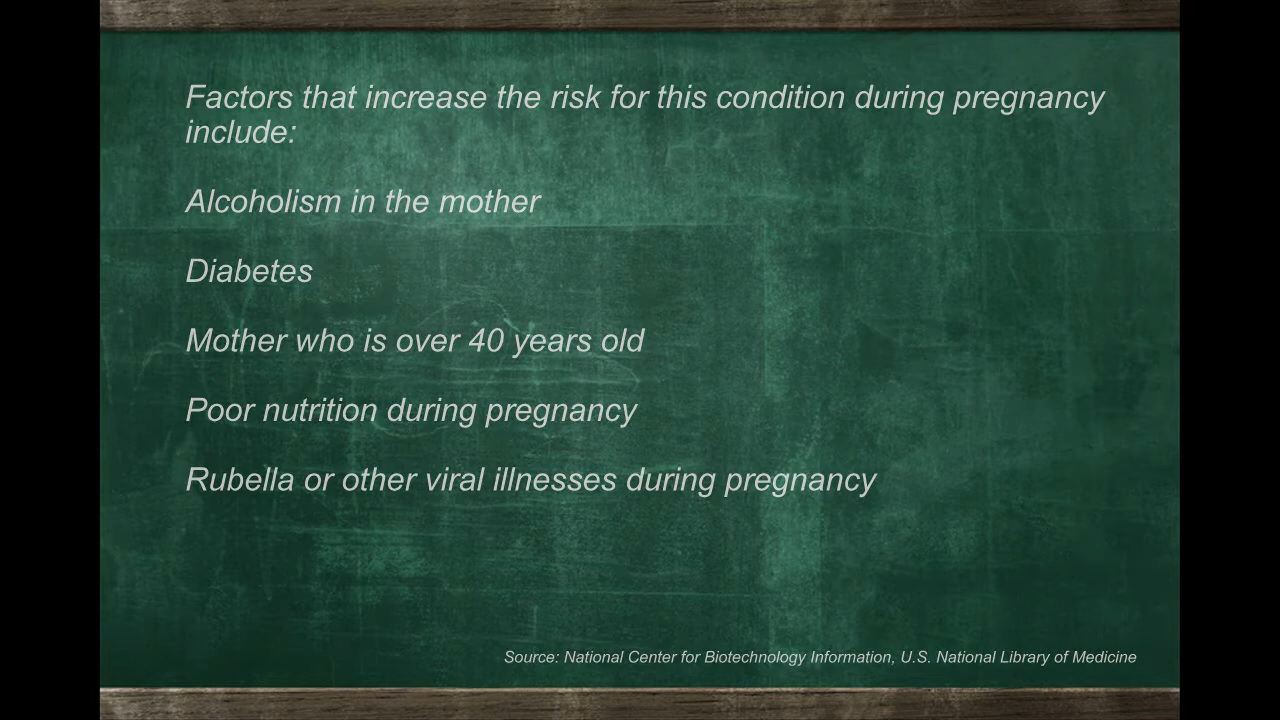 Factors that increase the risk for this condition during pregnancy
include:
Alcoholism in the mother
Diabetes
Mother who is over 40 years old
Poor nutrition during pregnancy
Rubella or other viral illnesses during pregnancy
Source: National Center for Biotechnology Information, U.S. National Library of Medicine